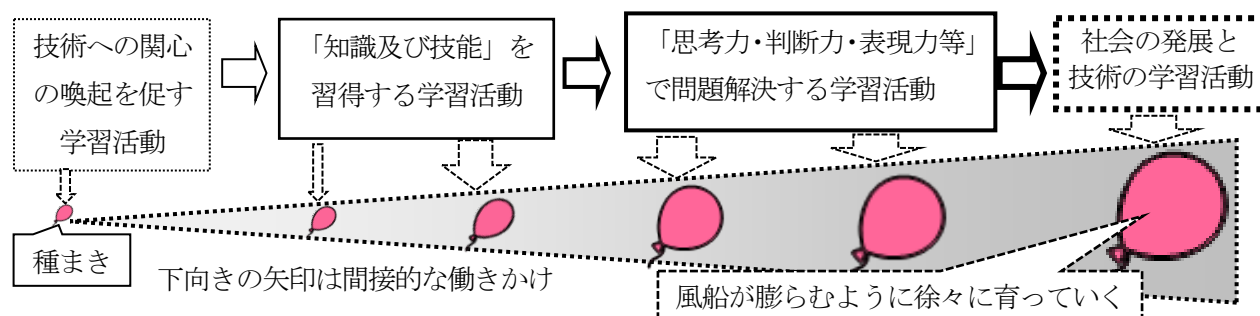 技術への関心
の喚起を促す
学習活動
「知識及び技能」を
習得する学習活動
「思考力・判断力・表現力等」
で問題解決する学習活動
社会の発展と
技術の学習活動
種まき
下向きの矢印は間接的な働きかけ
風船が膨らむように徐々に育っていく